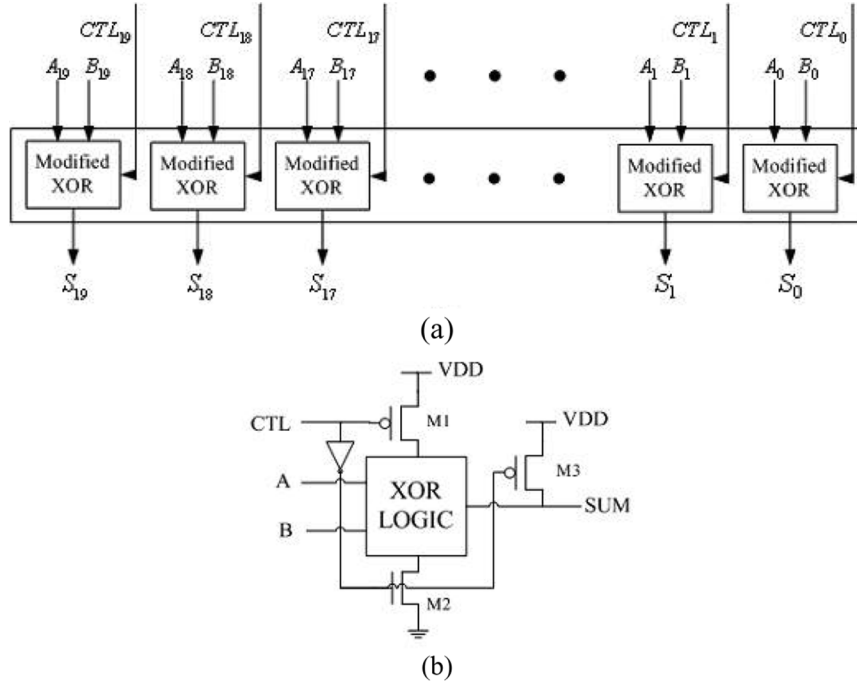 CTL19 CTL18 CTL17 CTL1 CTL0
A19 B19 A18 B18 A17 B17 A1 B1 A0 B0
Modified XOR
Modified XOR
Modified XOR
Modified XOR
Modified XOR
S19 S18 S17 S1 S0
(a)
VDD
CTL
M1
VDD
M3
A
XOR
LOGIC
SUM
B
M2
(b)